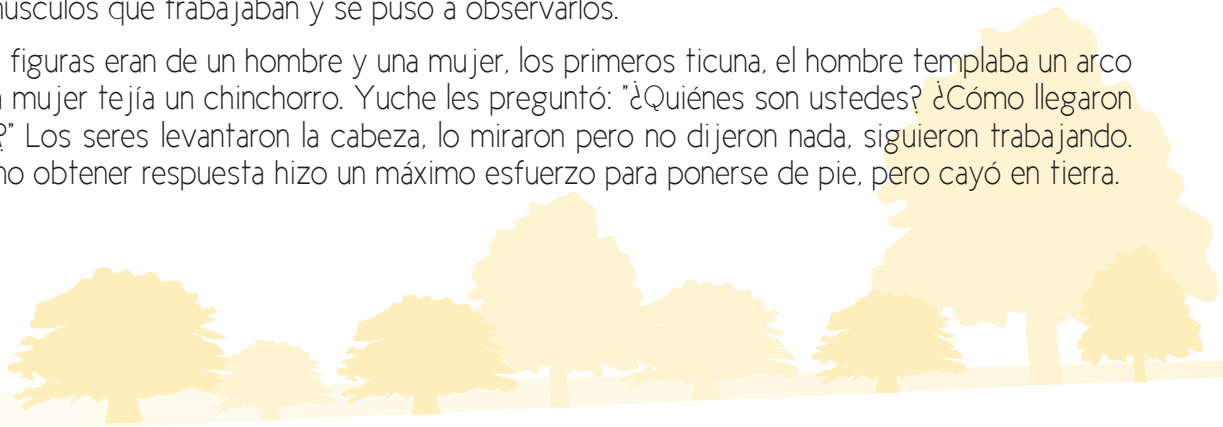 núsculos que trabajaban y se puso a observarlos.
figuras eran de un hombre y una mujer, los primeros ticuna, el hombre templaba un arco
mujer tejía un chinchorro. Yuche les preguntó: "¿Quiénes son ustedes? ¿Cómo llegaron
?" Los seres levantaron la cabeza, lo miraron pero no dijeron nada, siguieron trabajando.
no obtener respuesta hizo un máximo esfuerzo para ponerse de pie, pero cayó en tierra.